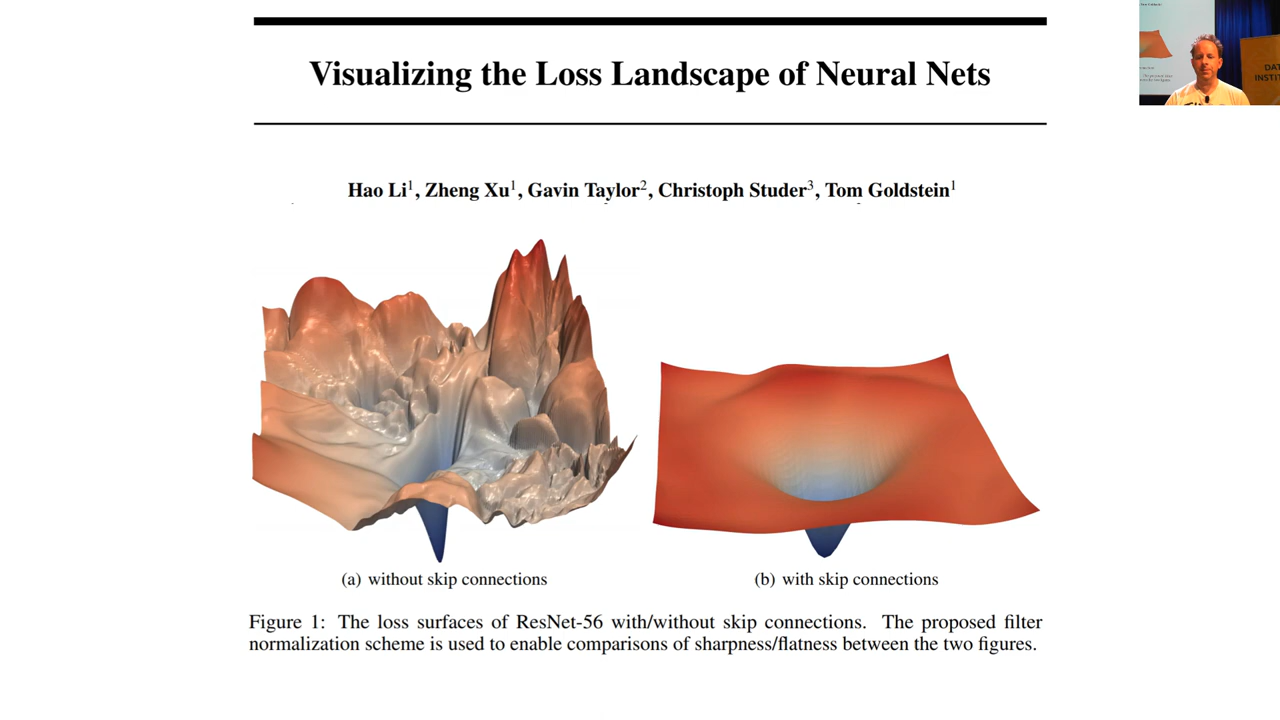 Visualizing the Loss Landscape of Neural Nets
Hao Li1, Zheng Xu1, Gavin Taylor2, Christoph Studer3, Tom Goldstein1
(a) without skip connections
(b) with skip connections
Figure 1: The loss surfaces of ResNet-56 with/without skip connections. The proposed filter
normalization scheme is used to enable comparisons of sharpness/flatness between the two figures.